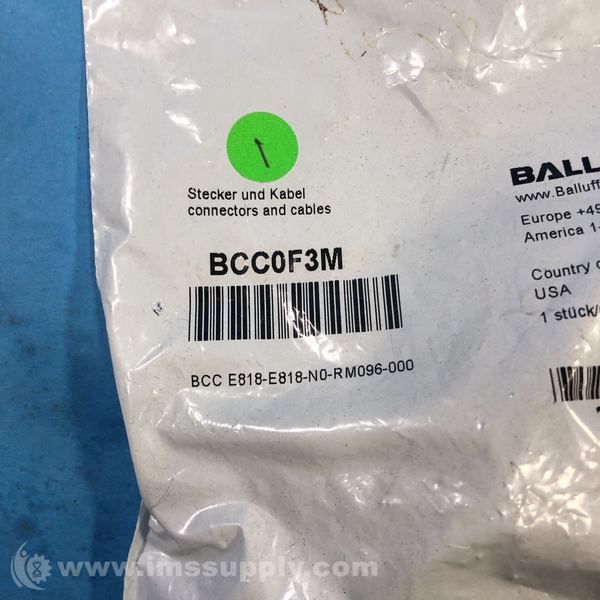 Stecker und Kabel
connectors and cables
BCC0F3M
BCC E818-E818-N0-RM096-000
BALL
www.Balluff
Europe +49
America 1-
Country
USA
1 stück/
www.imssupply.com